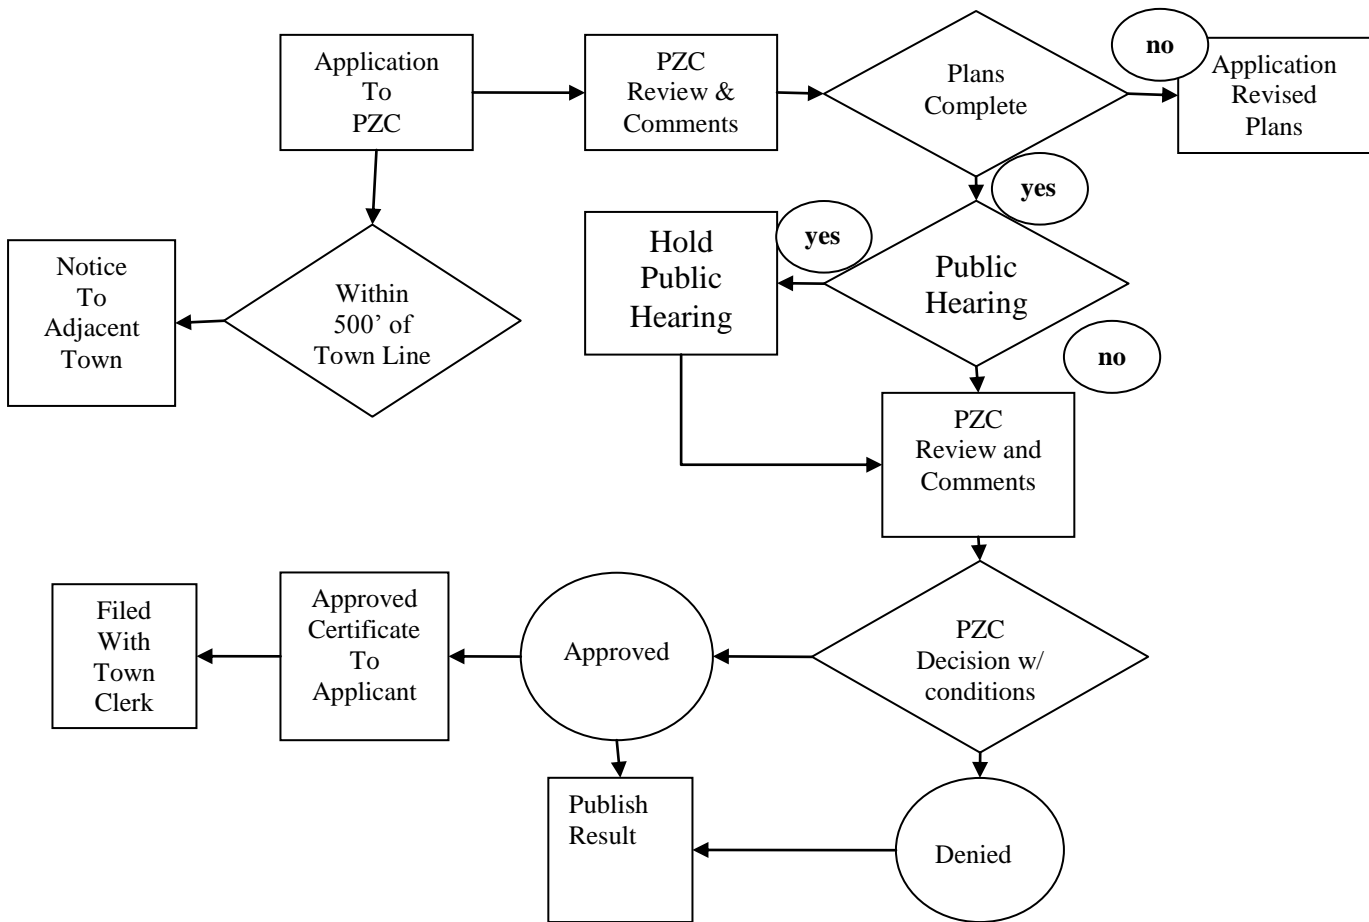 Application
To
PZC
PZC
Review &
Comments
Plans
Complete
no
Application
Revised
Plans
yes
Notice
To
Adjacent
Town
Within
500’ of
Town Line
Hold
Public
Hearing
yes
Public
Hearing
no
PZC
Review and
Comments
Filed
With
Town
Clerk
Approved
Certificate
To
Applicant
Approved
PZC
Decision w/
conditions
Publish
Result
Denied